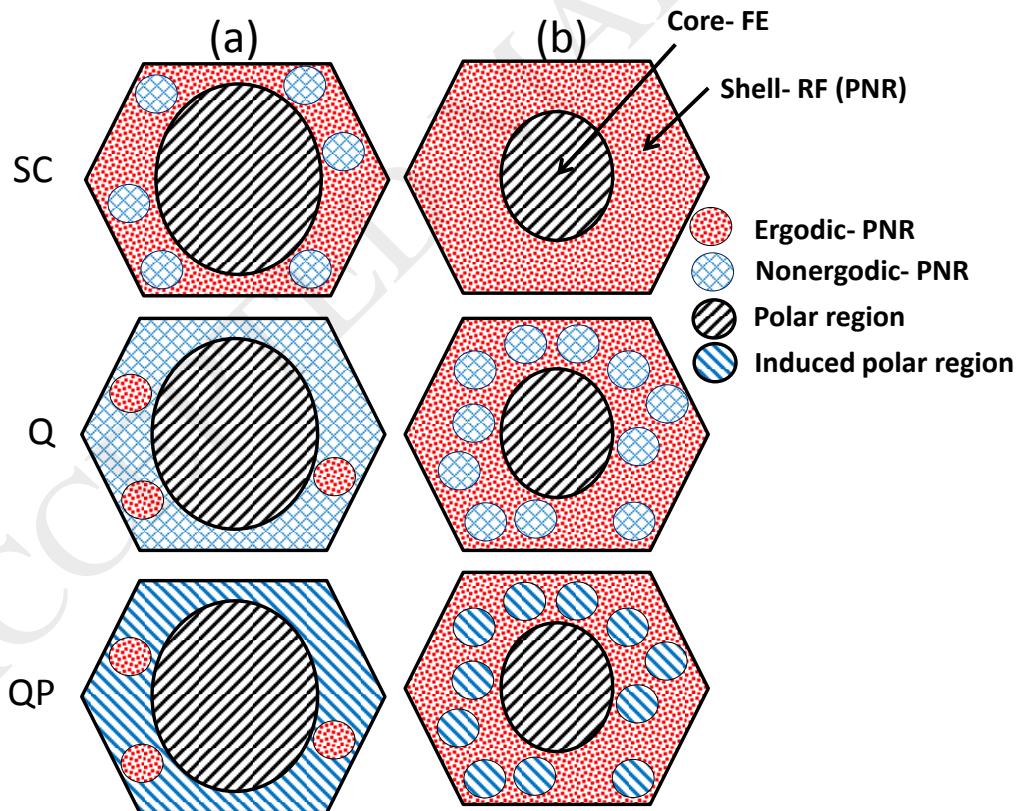 (a)
(b)
Core- FE
Shell- RF (PNR)
SC
Ergodic- PNR
Nonergodic- PNR
Polar region
Induced polar region
Q
QP